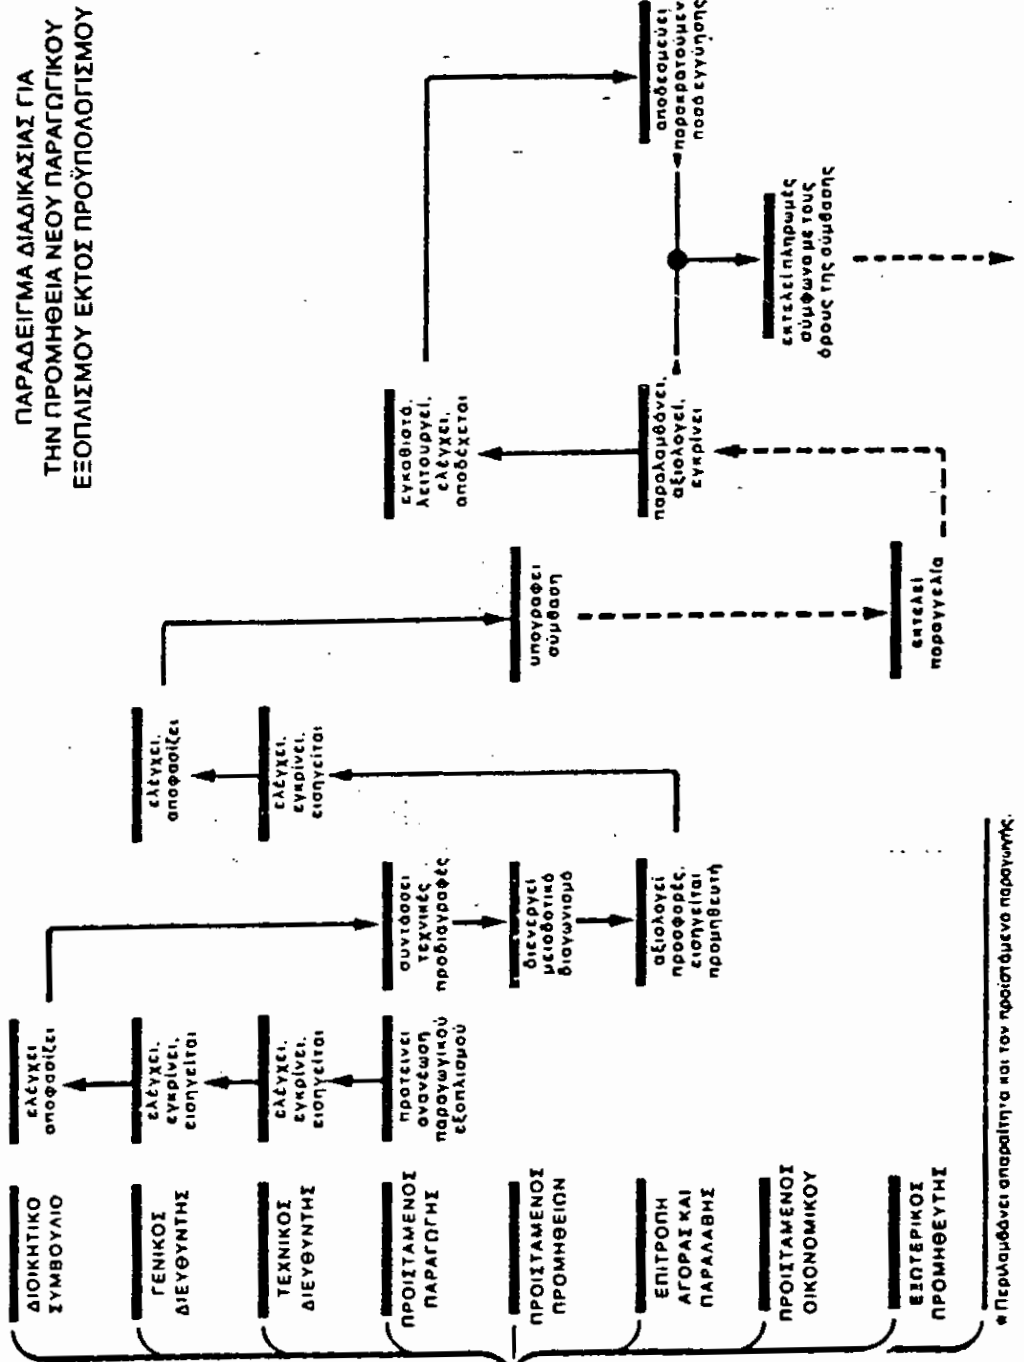 ΠΑΡΑΔΕΙΓΜΑ ΔΙΑΔΙΚΑΣΙΑΣ ΓΙΑ
ΤΗΝ ΠΡΟΜΗΘΕΙΑ ΝΕΟΥ ΠΑΡΑΓΩΓΙΚΟΥ
ΕΞΟΠΛΙΣΜΟΥ ΕΚΤΟΣ ΠΡΟΫΠΟΛΟΓΙΣΜΟΥ
ΔΙΟΙΚΗΤΙΚΟ
ΣΥΜΒΟΥΛΙΟ
ελέγχει
αποφασίζει
ΓΕΝΙΚΟΣ
ΔΙΕΥΘΥΝΤΗΣ
ελέγχει,
εγκρίνει,
εισηγείται
ελέγχει,
αποφασίζει
ΤΕΧΝΙΚΟΣ
ΔΙΕΥΘΥΝΤΗΣ
ελέγχει,
εγκρίνει,
εισηγείται
ελέγχει,
εγκρίνει,
εισηγείται
ΠΡΟΙΣΤΑΜΕΝΟΣ
ΠΑΡΑΓΩΓΗΣ
προτείνει
ανανέωση
παραγωγικού
εξοπλισμού
συντάσσει
τεχνικές
προδιαγραφές
εγκαθιστά,
λειτουργεί,
ελέγχει,
αποδέχεται
ΠΡΟΙΣΤΑΜΕΝΟΣ
ΠΡΟΜΗΘΕΙΩΝ
διενεργεί
μειοδοτικό
διαγωνισμό
υπογράφει
σύμβαση
ΕΠΙΤΡΟΠΗ
ΑΓΟΡΑΣ ΚΑΙ
ΠΑΡΑΛΑΒΗΣ
αξιολογεί
προσφορές,
εισηγείται
προμηθευτή
παραλαμβάνει,
αξιολογεί,
εγκρίνει
αποδεσμεύει
παρακρατούμεν
ποσά εγγύησης
ΠΡΟΙΣΤΑΜΕΝΟΣ
ΟΙΚΟΝΟΜΙΚΟΥ
εκτελεί πληρωμές
σύμφωνα με τους
όρους της σύμβασης
ΕΞΩΤΕΡΙΚΟΣ
ΠΡΟΜΗΘΕΥΤΗΣ
εκτελεί
παραγγελία
* Περιλαμβάνει απαραίτητα και τον προϊστάμενο παραγωγής.